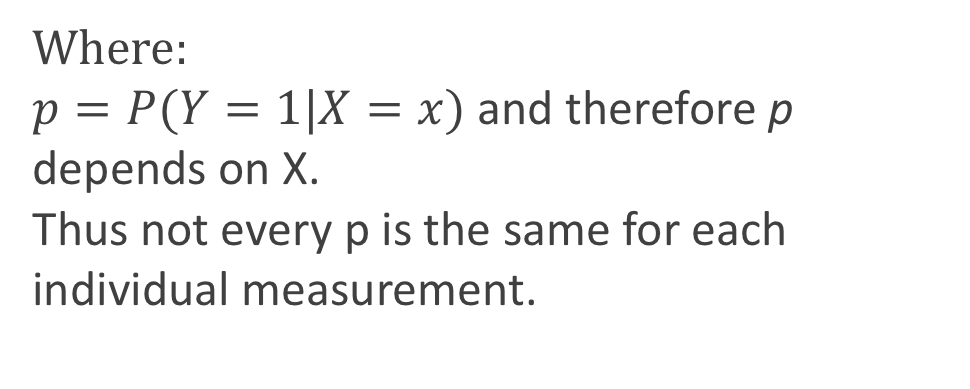 Where:
p = P(Y = 1|X = x) and therefore p
depends on X.
Thus not every p is the same for each
individual measurement.